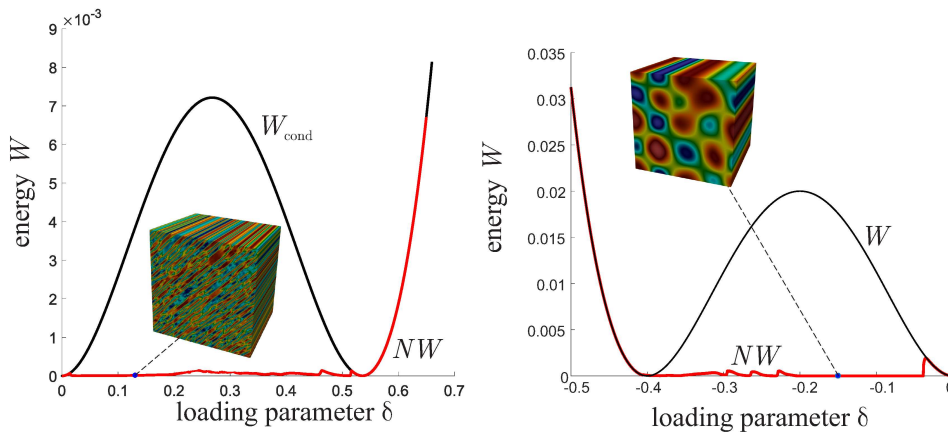 ×10⁻³
9
8
7
6
5
4
3
2
1
0
energy W
W_cond
NW
0 0.1 0.2 0.3 0.4 0.5 0.6 0.7
loading parameter δ
0.035
0.03
0.025
0.02
0.015
0.01
0.005
0
energy W
W
NW
-0.5 -0.4 -0.3 -0.2 -0.1 0
loading parameter δ